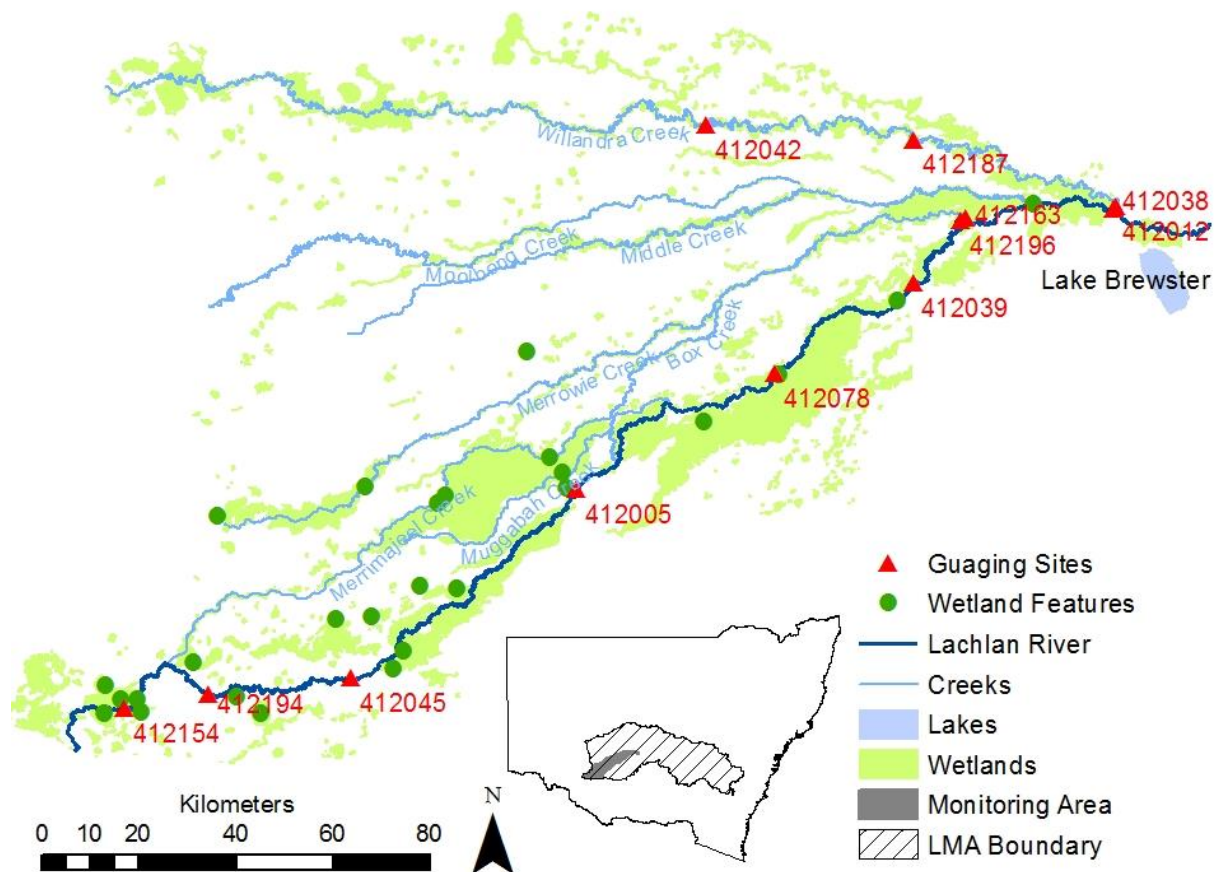 Willandra Creek
412042
412187
412038
412163
412012
412196
Moolbong Creek
Middle Creek
Lake Brewster
412039
Box Creek
Merrowie Creek
412078
Muggabah Creek
412005
Merrimajeel Creek
412045
412194
412154
Guaging Sites
Wetland Features
Lachlan River
Creeks
Lakes
Wetlands
Monitoring Area
LMA Boundary
N
Kilometers
0 10 20 40 60 80